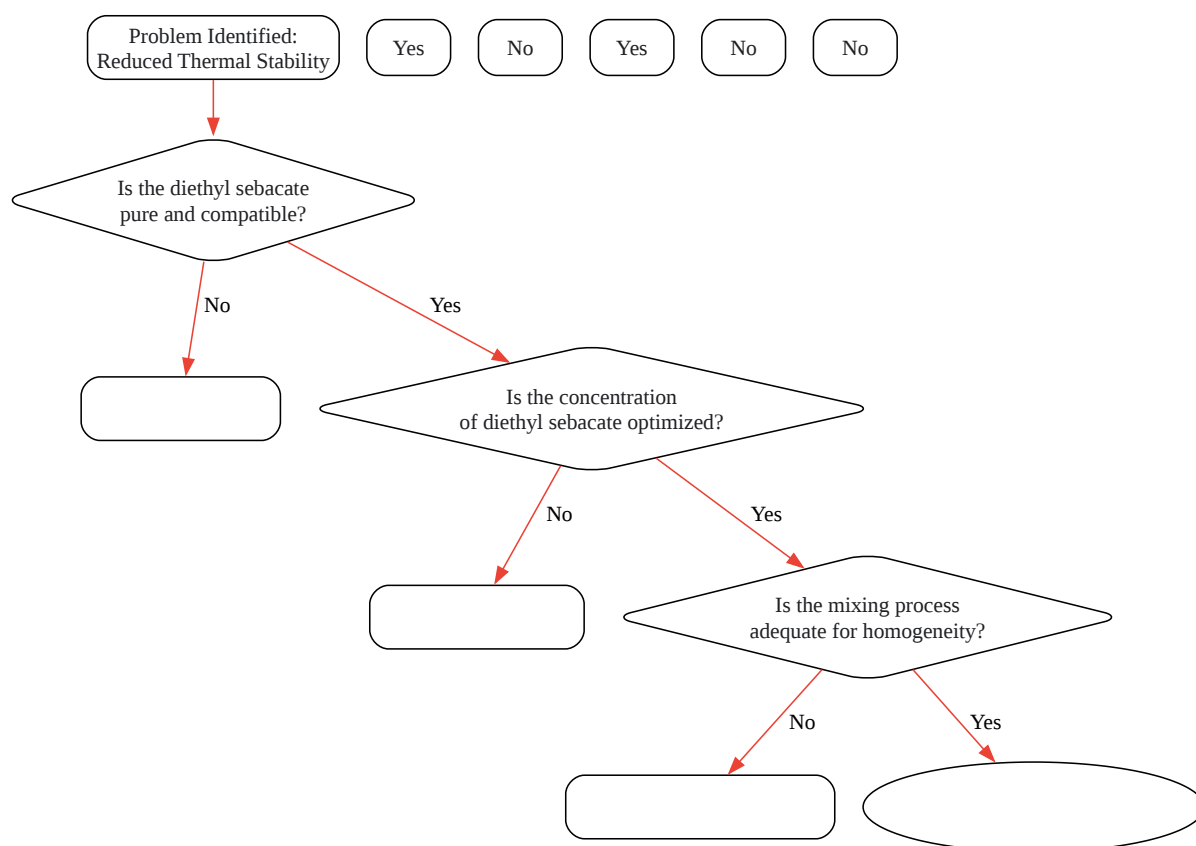 Problem Identified:
Reduced Thermal Stability
Yes
No
Yes
No
No
Is the diethyl sebacate
pure and compatible?
No
Yes
Is the concentration
of diethyl sebacate optimized?
No
Yes
Is the mixing process
adequate for homogeneity?
No
Yes